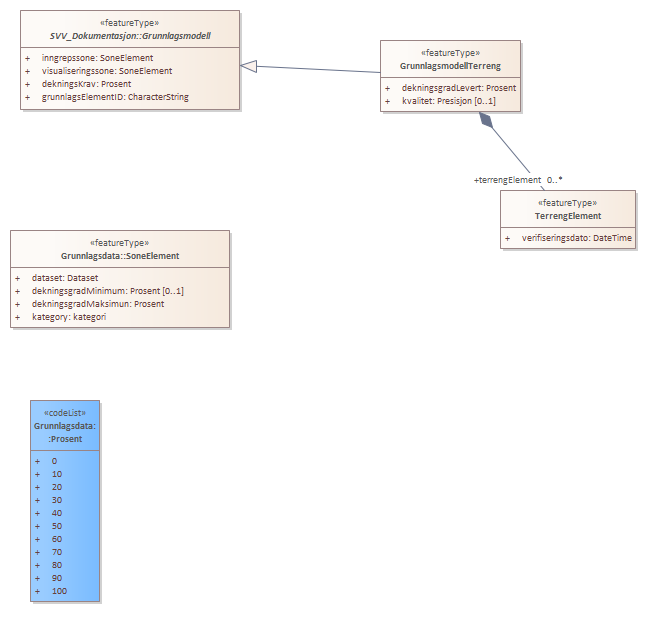 «featureType»
SVV_Dokumentasjon::Grunnlagsmodell
+ inngrepssone: SoneElement
+ visualiseringssone: SoneElement
+ dekningsKrav: Prosent
+ grunnlagsElementID: CharacterString
«featureType»
GrunnlagsmodellTerreng
+ dekningsgradLevert: Prosent
+ kvalitet: Presisjon [0..1]
+terrengElement 0..*
«featureType»
TerrengElement
+ verifiseringsdato: DateTime
«featureType»
Grunnlagsdata::SoneElement
+ dataset: Dataset
+ dekningsgradMinimum: Prosent [0..1]
+ dekningsgradMaksimun: Prosent
+ kategory: kategori
«codeList»
Grunnlagsdata:
:Prosent
+ 0
+ 10
+ 20
+ 30
+ 40
+ 50
+ 60
+ 70
+ 80
+ 90
+ 100